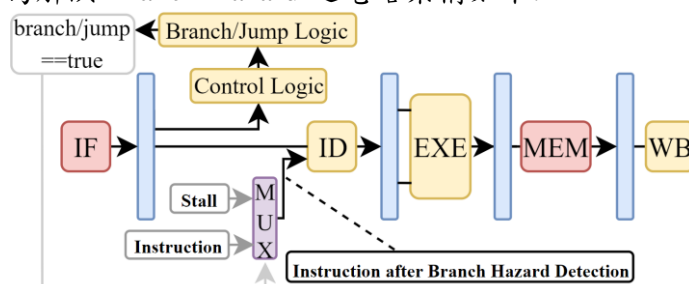 branch/jump
==true
Branch/Jump Logic
Control Logic
IF
ID
EXE
MEM
WB
Stall
Instruction
M
U
X
Instruction after Branch Hazard Detection